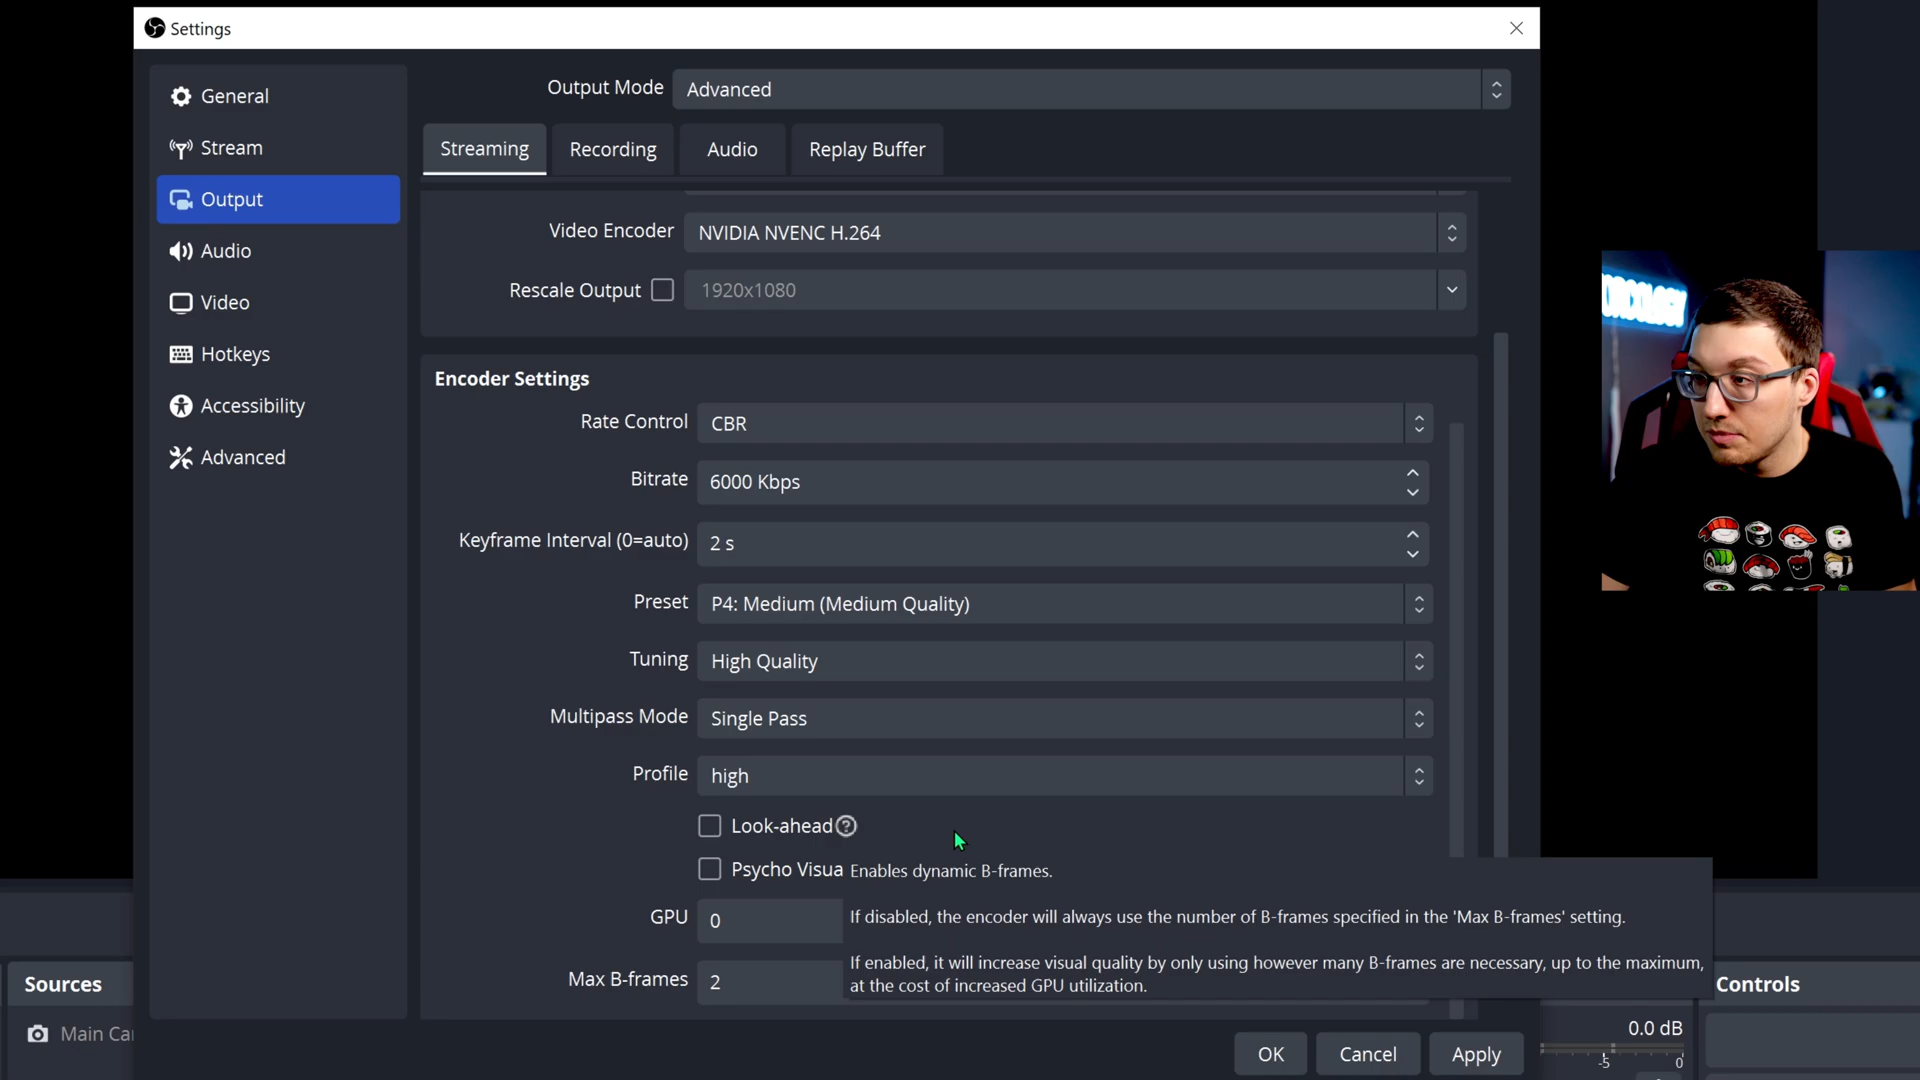 Settings
General
Stream
Output
Audio
Video
Hotkeys
Accessibility
Advanced
Output Mode Advanced
Streaming Recording Audio Replay Buffer
Video Encoder NVIDIA NVENC H.264
Rescale Output 1920x1080
Encoder Settings
Rate Control CBR
Bitrate 6000 Kbps
Keyframe Interval (0=auto) 2 s
Preset P4: Medium (Medium Quality)
Tuning High Quality
Multipass Mode Single Pass
Profile high
Look-ahead ?
Psycho Visua Enables dynamic B-frames.
GPU 0 If disabled, the encoder will always use the number of B-frames specified in the 'Max B-frames' setting.
If enabled, it will increase visual quality by only using however many B-frames are necessary, up to the maximum,
Max B-frames 2 at the cost of increased GPU utilization.
OK Cancel Apply
Sources
Main Ca
Controls
0.0 dB
-5 0